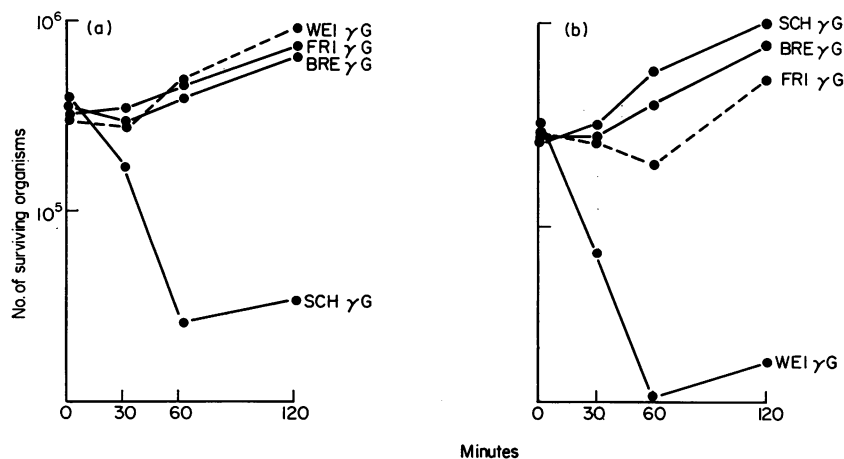 (a)
10⁶
10⁵
No. of surviving organisms
WEI γG
FRI γG
BRE γG
SCH γG
0 30 60 120
(b)
SCH γG
BRE γG
FRI γG
WEI γG
0 30 60 120
Minutes